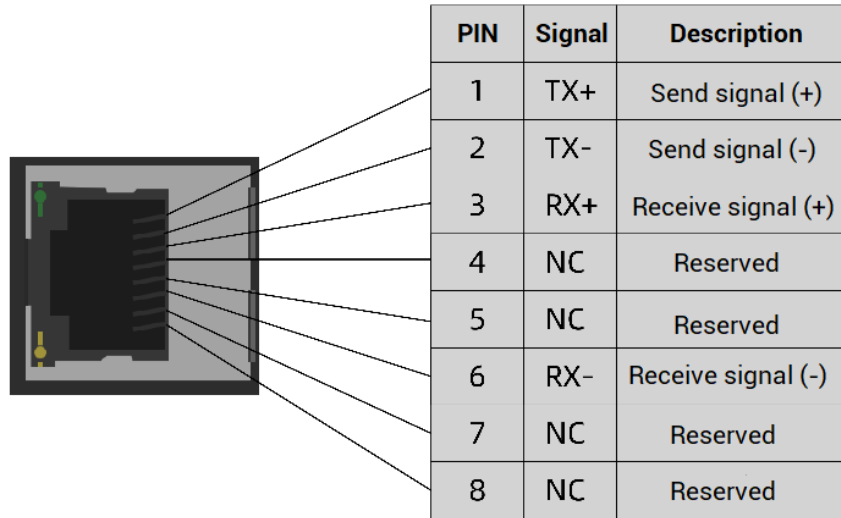 PIN Signal Description
1 TX+ Send signal (+)
2 TX- Send signal (-)
3 RX+ Receive signal (+)
4 NC Reserved
5 NC Reserved
6 RX- Receive signal (-)
7 NC Reserved
8 NC Reserved